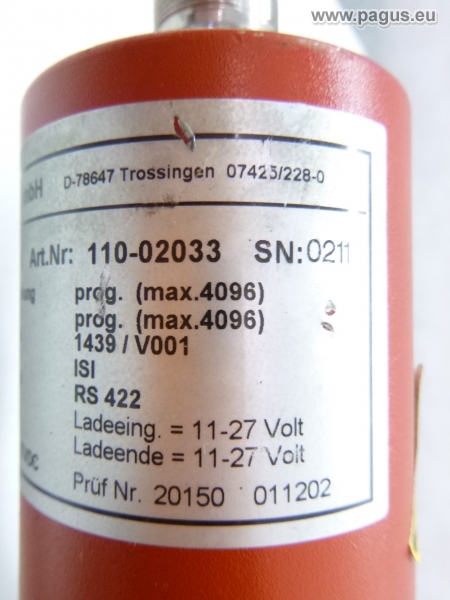 www.pagus.eu
mbH D-78647 Trossingen 07425/228-0
Art.Nr: 110-02033 SN: 0211
prog. (max.4096)
prog. (max.4096)
1439 / V001
ISI
RS 422
Ladeeing. = 11-27 Volt
Ladeende = 11-27 Volt
Prüf Nr. 20150 011202